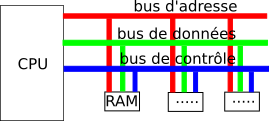 bus d'adresse
bus de données
bus de contrôle
CPU
RAM
.....
.....